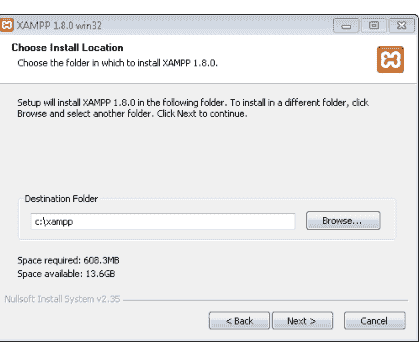 XAMPP 1.8.0 win32
Choose Install Location
Choose the folder in which to install XAMPP 1.8.0.
Setup will install XAMPP 1.8.0 in the following folder. To install in a different folder, click
Browse and select another folder. Click Next to continue.
Destination Folder
c:\xampp
Browse...
Space required: 608.3MB
Space available: 13.6GB
Nullsoft Install System v2.35
< Back Next > Cancel